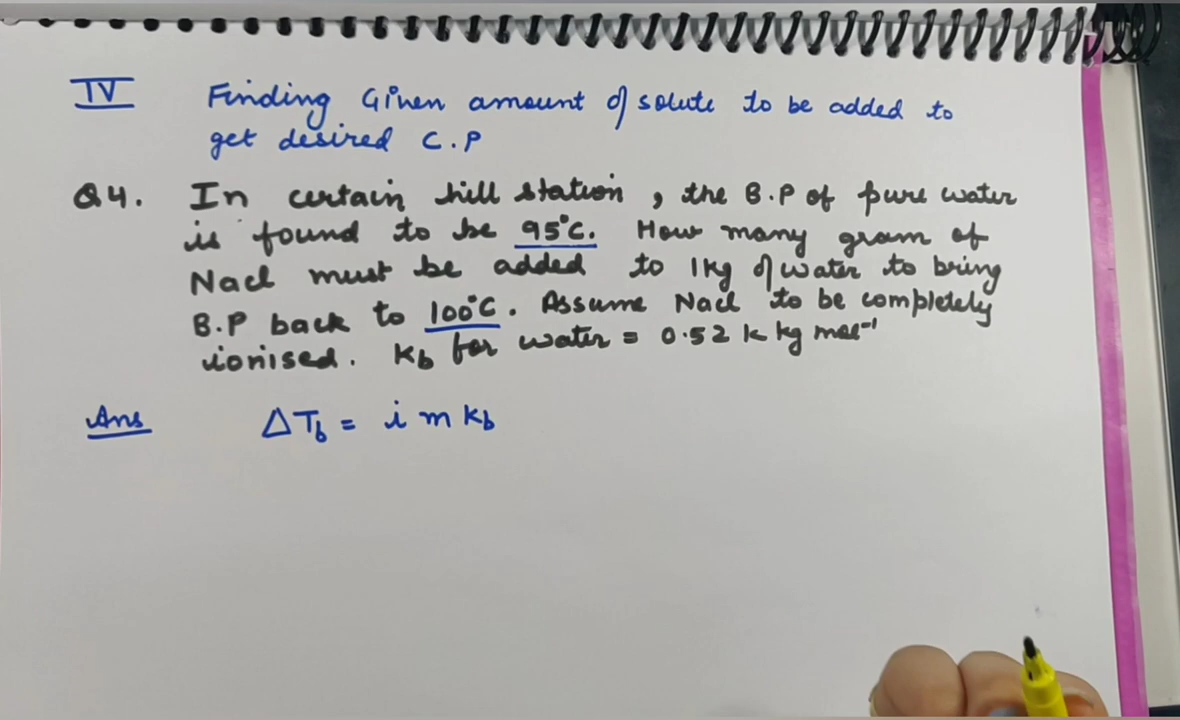 IV Finding Given amount of solute to be added to
get desired C.P
Q4. In certain hill station, the B.P of pure water
is found to be 95°C. How many gram of
Nacl must be added to 1kg of water to bring
B.P back to 100°C. Assume Nacl to be completely
ionised. Kb for water = 0.52 k kg mol⁻¹
Ans ΔTb = i m Kb